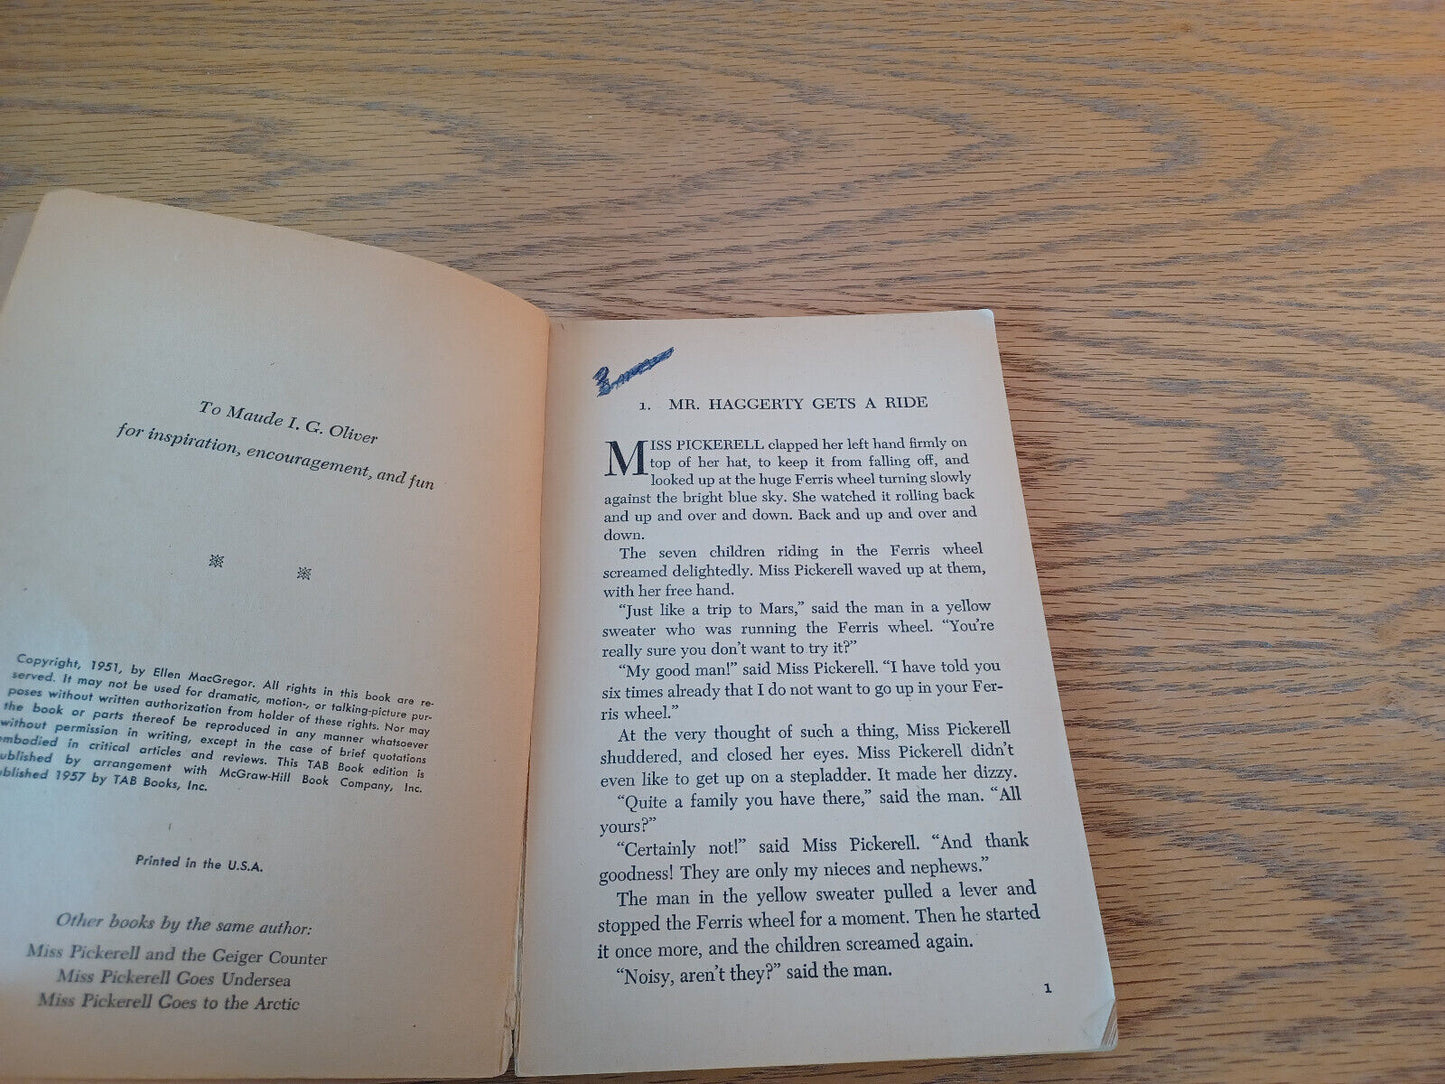 To Maude I. G. Oliver
for inspiration, encouragement, and fun
Copyright, 1951, by Ellen MacGregor. All rights in this book are re-
served. It may not be used for dramatic, motion-, or talking-picture pur-
poses without written authorization from holder of these rights. Nor may
the book or parts thereof be reproduced in any manner whatsoever
without permission in writing, except in the case of brief quotations
embodied in critical articles and reviews. This TAB Book edition is
ublished by arrangement with McGraw-Hill Book Company, Inc.
ublished 1957 by TAB Books, Inc.
Printed in the U.S.A.
Other books by the same author:
Miss Pickerell and the Geiger Counter
Miss Pickerell Goes Undersea
Miss Pickerell Goes to the Arctic
1. MR. HAGGERTY GETS A RIDE
MISS PICKERELL clapped her left hand firmly on
top of her hat, to keep it from falling off, and
looked up at the huge Ferris wheel turning slowly
against the bright blue sky. She watched it rolling back
and up and over and down. Back and up and over and
down.
The seven children riding in the Ferris wheel
screamed delightedly. Miss Pickerell waved up at them,
with her free hand.
“Just like a trip to Mars,” said the man in a yellow
sweater who was running the Ferris wheel. “You’re
really sure you don’t want to try it?”
“My good man!” said Miss Pickerell. “I have told you
six times already that I do not want to go up in your Fer-
ris wheel.”
At the very thought of such a thing, Miss Pickerell
shuddered, and closed her eyes. Miss Pickerell didn’t
even like to get up on a stepladder. It made her dizzy.
“Quite a family you have there,” said the man. “All
yours?”
“Certainly not!” said Miss Pickerell. “And thank
goodness! They are only my nieces and nephews.”
The man in the yellow sweater pulled a lever and
stopped the Ferris wheel for a moment. Then he started
it once more, and the children screamed again.
“Noisy, aren’t they?” said the man.
1